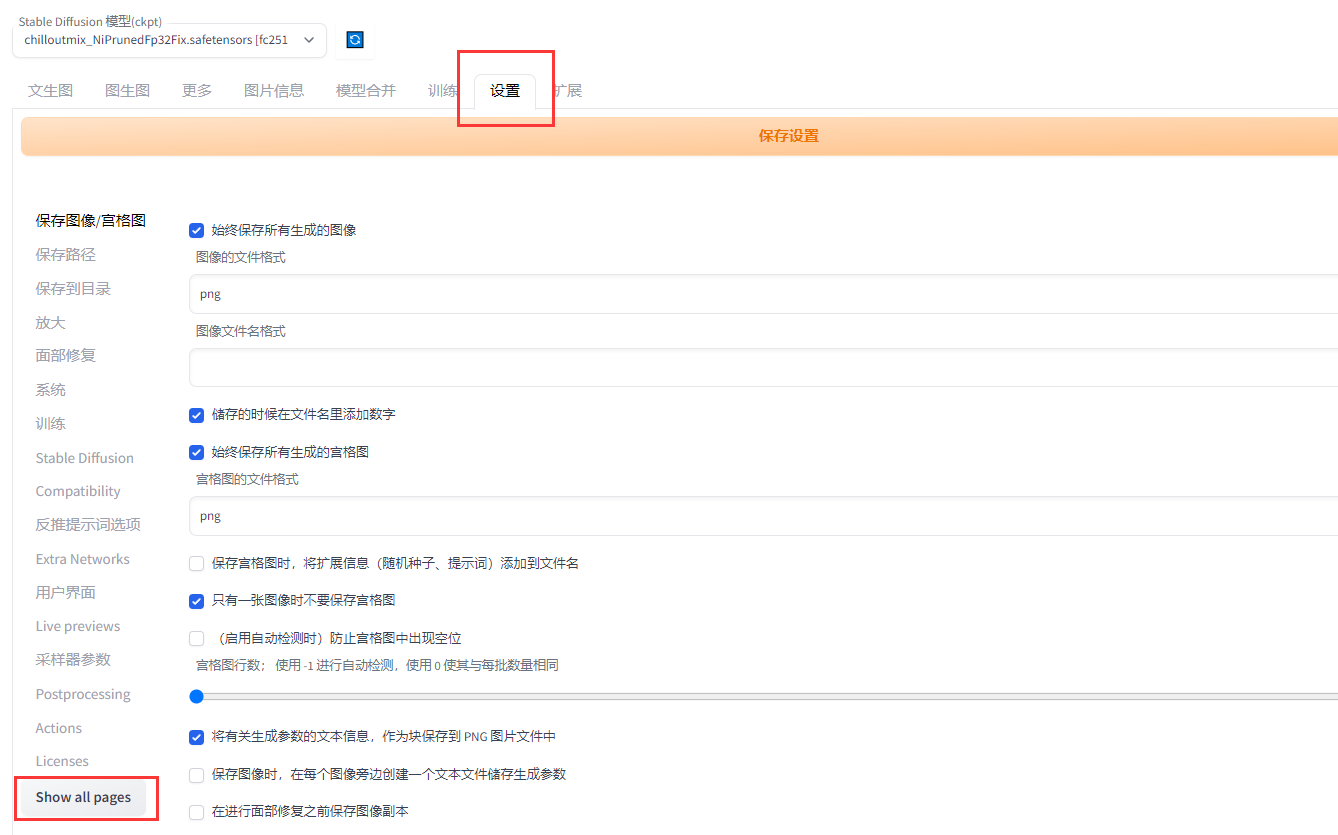 Stable Diffusion 模型(ckpt)
chilloutmix_NiPrunedFp32Fix.safetensors [fc251
文生图 图生图 更多 图片信息 模型合并 训练 设置 扩展
保存设置
保存图像/宫格图
保存路径
保存到目录
放大
面部修复
系统
训练
Stable Diffusion
Compatibility
反推提示词选项
Extra Networks
用户界面
Live previews
采样器参数
Postprocessing
Actions
Licenses
Show all pages
始终保存所有生成的图像
图像的文件格式
png
图像文件名格式
储存的时候在文件名里添加数字
始终保存所有生成的宫格图
宫格图的文件格式
png
保存宫格图时，将扩展信息（随机种子、提示词）添加到文件名
只有一张图像时不要保存宫格图
（启用自动检测时）防止宫格图中出现空位
宫格图行数； 使用 -1 进行自动检测，使用 0 使其与每批数量相同
将有关生成参数的文本信息，作为块保存到 PNG 图片文件中
保存图像时，在每个图像旁边创建一个文本文件储存生成参数
在进行面部修复之前保存图像副本